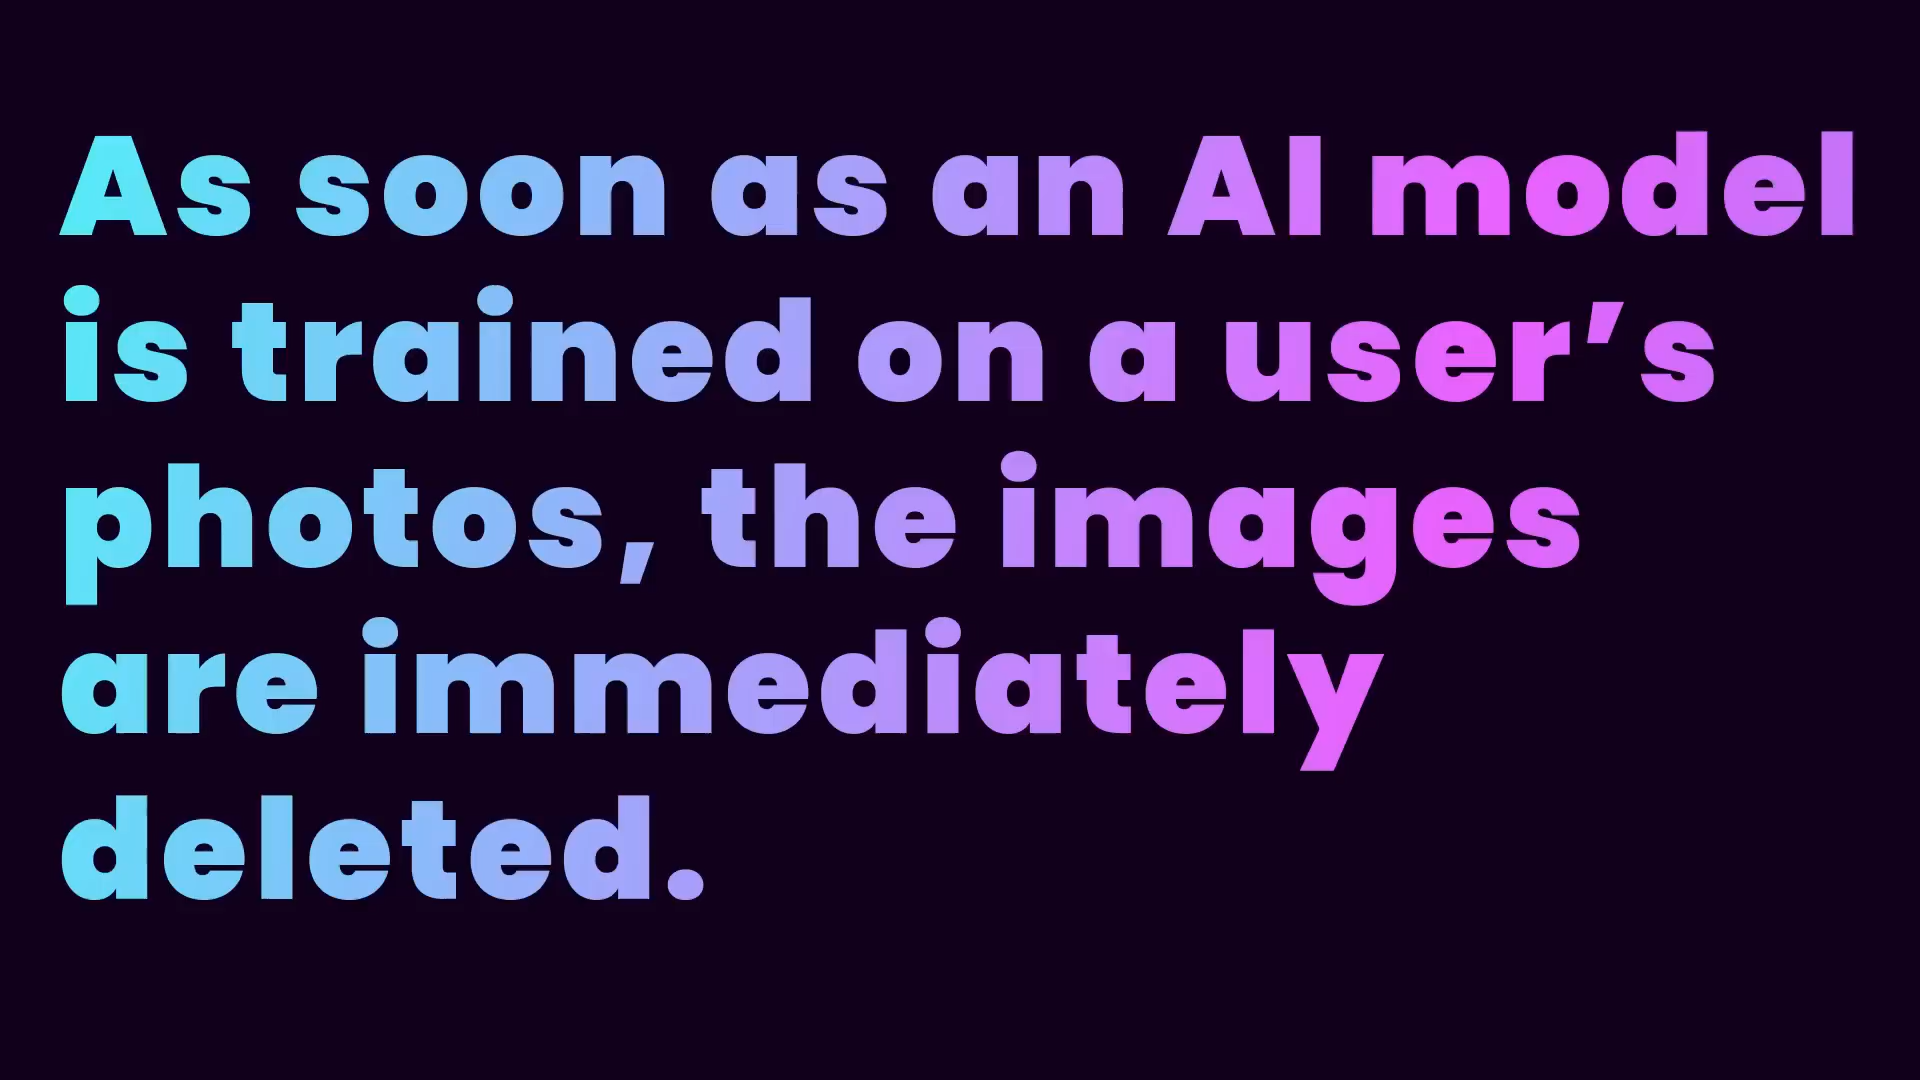 As soon as an AI model
is trained on a user’s
photos, the images
are immediately
deleted.